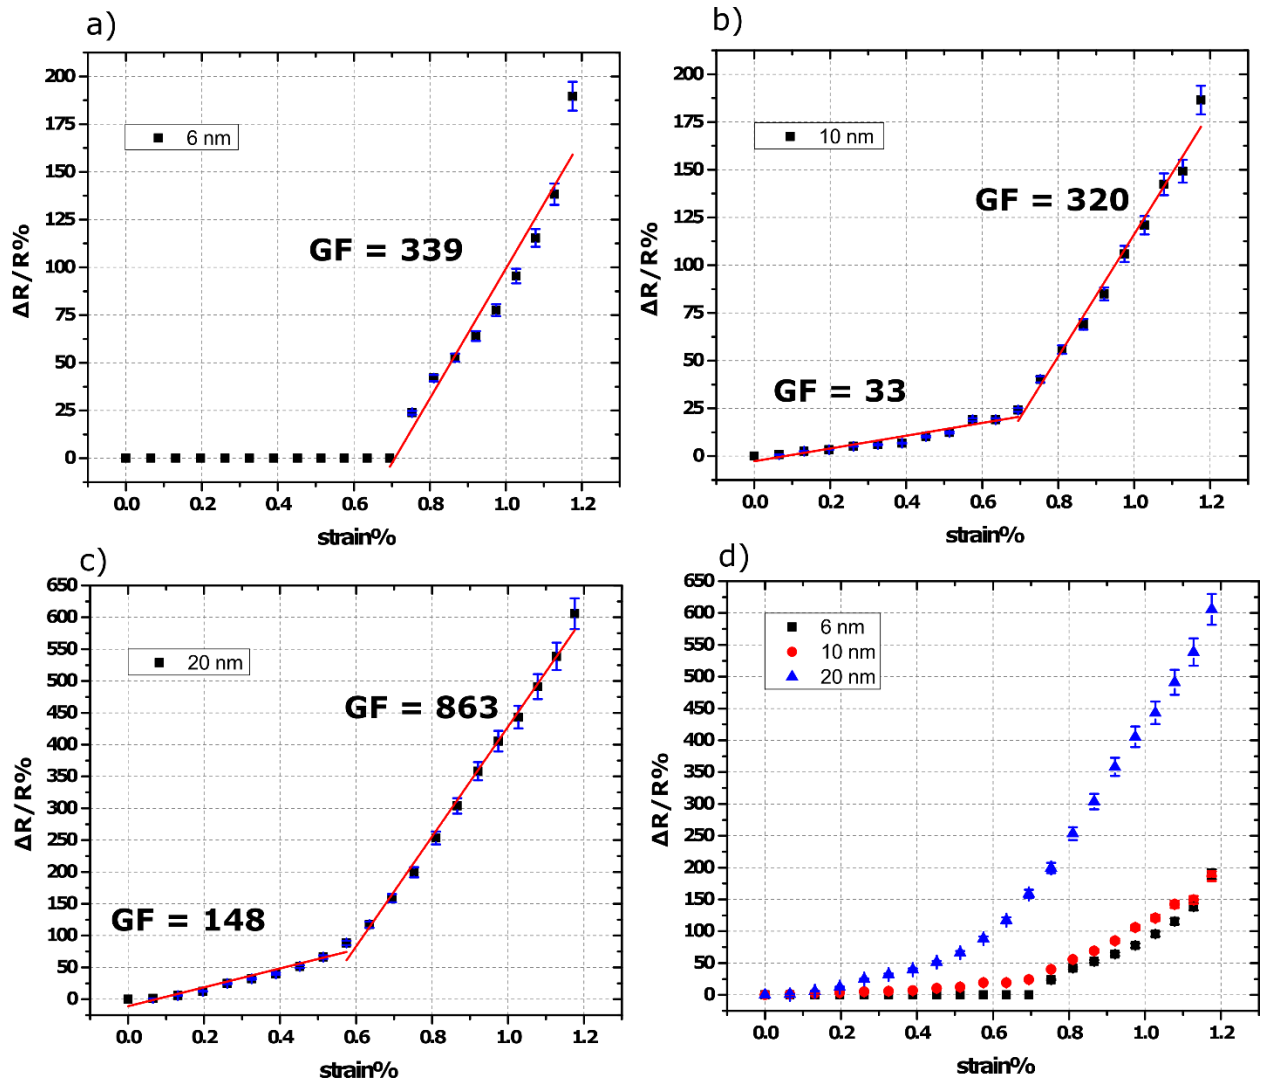 a)
200
175
150
125
100
75
50
25
0
ΔR/R%
6 nm
GF = 339
0.0 0.2 0.4 0.6 0.8 1.0 1.2
strain%
b)
200
175
150
125
100
75
50
25
0
ΔR/R%
10 nm
GF = 320
GF = 33
0.0 0.2 0.4 0.6 0.8 1.0 1.2
strain%
c)
650
600
550
500
450
400
350
300
250
200
150
100
50
0
ΔR/R%
20 nm
GF = 863
GF = 148
0.0 0.2 0.4 0.6 0.8 1.0 1.2
strain%
d)
650
600
550
500
450
400
350
300
250
200
150
100
50
0
ΔR/R%
6 nm
10 nm
20 nm
0.0 0.2 0.4 0.6 0.8 1.0 1.2
strain%